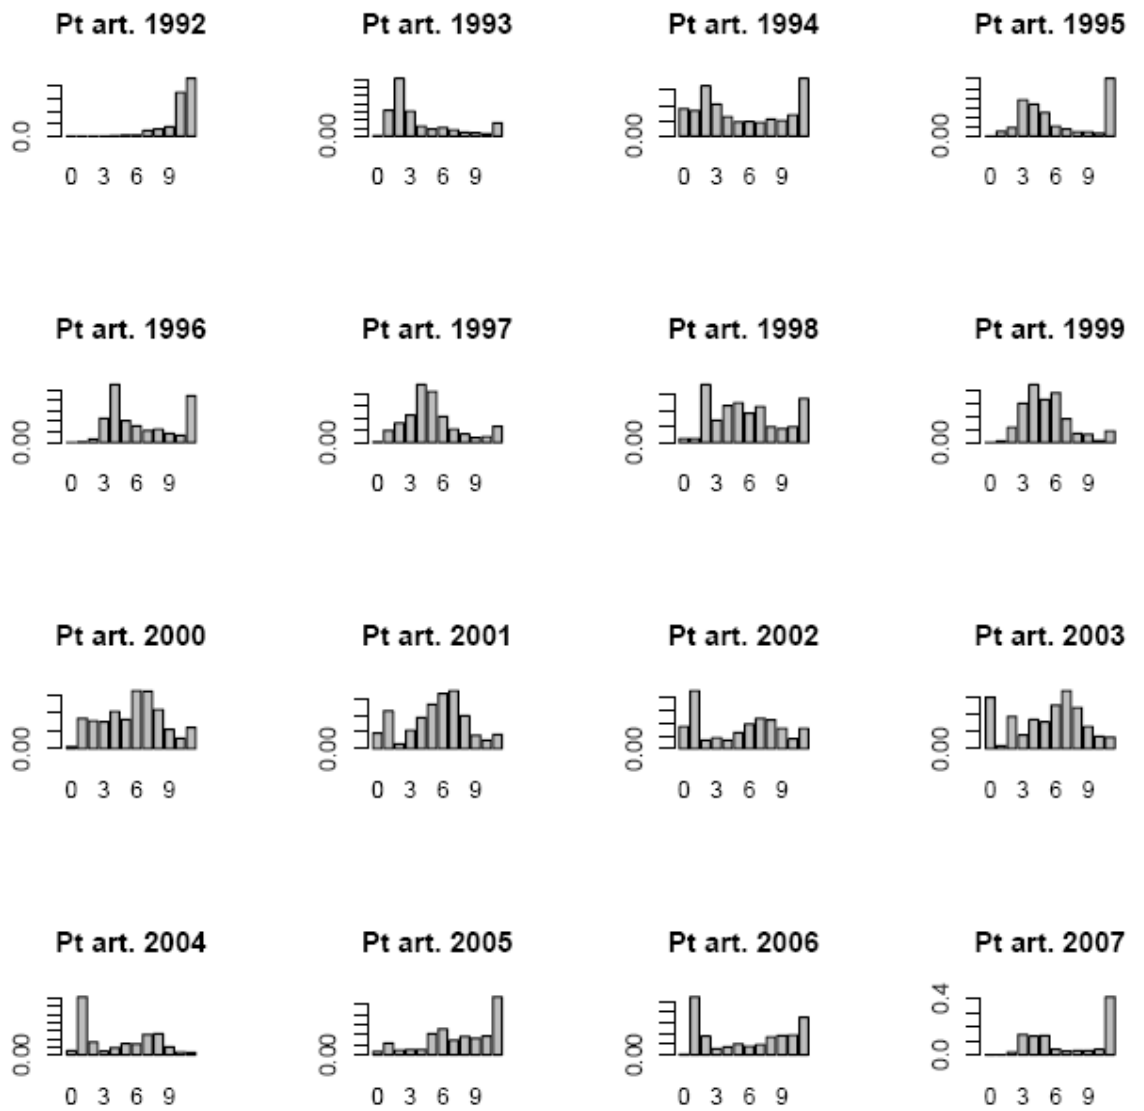 Pt art. 1992 Pt art. 1993 Pt art. 1994 Pt art. 1995
0.0 0.00 0.00 0.00
0 3 6 9 0 3 6 9 0 3 6 9 0 3 6 9
Pt art. 1996 Pt art. 1997 Pt art. 1998 Pt art. 1999
0.00 0.00 0.00 0.00
0 3 6 9 0 3 6 9 0 3 6 9 0 3 6 9
Pt art. 2000 Pt art. 2001 Pt art. 2002 Pt art. 2003
0.00 0.00 0.00 0.00
0 3 6 9 0 3 6 9 0 3 6 9 0 3 6 9
Pt art. 2004 Pt art. 2005 Pt art. 2006 Pt art. 2007
0.4
0.00 0.00 0.00 0.0
0 3 6 9 0 3 6 9 0 3 6 9 0 3 6 9